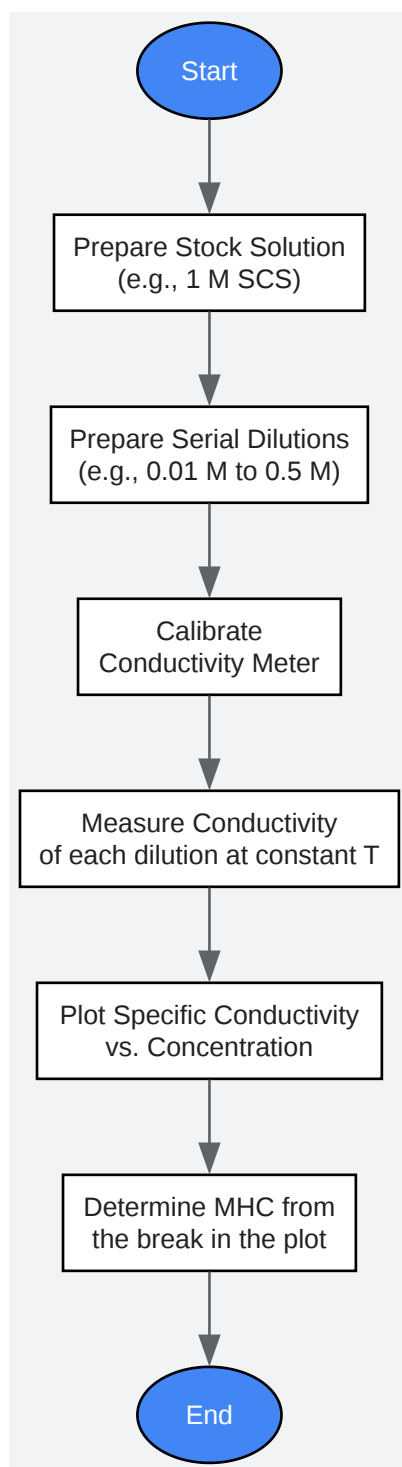 Start
Prepare Stock Solution
(e.g., 1 M SCS)
Prepare Serial Dilutions
(e.g., 0.01 M to 0.5 M)
Calibrate
Conductivity Meter
Measure Conductivity
of each dilution at constant T
Plot Specific Conductivity
vs. Concentration
Determine MHC from
the break in the plot
End